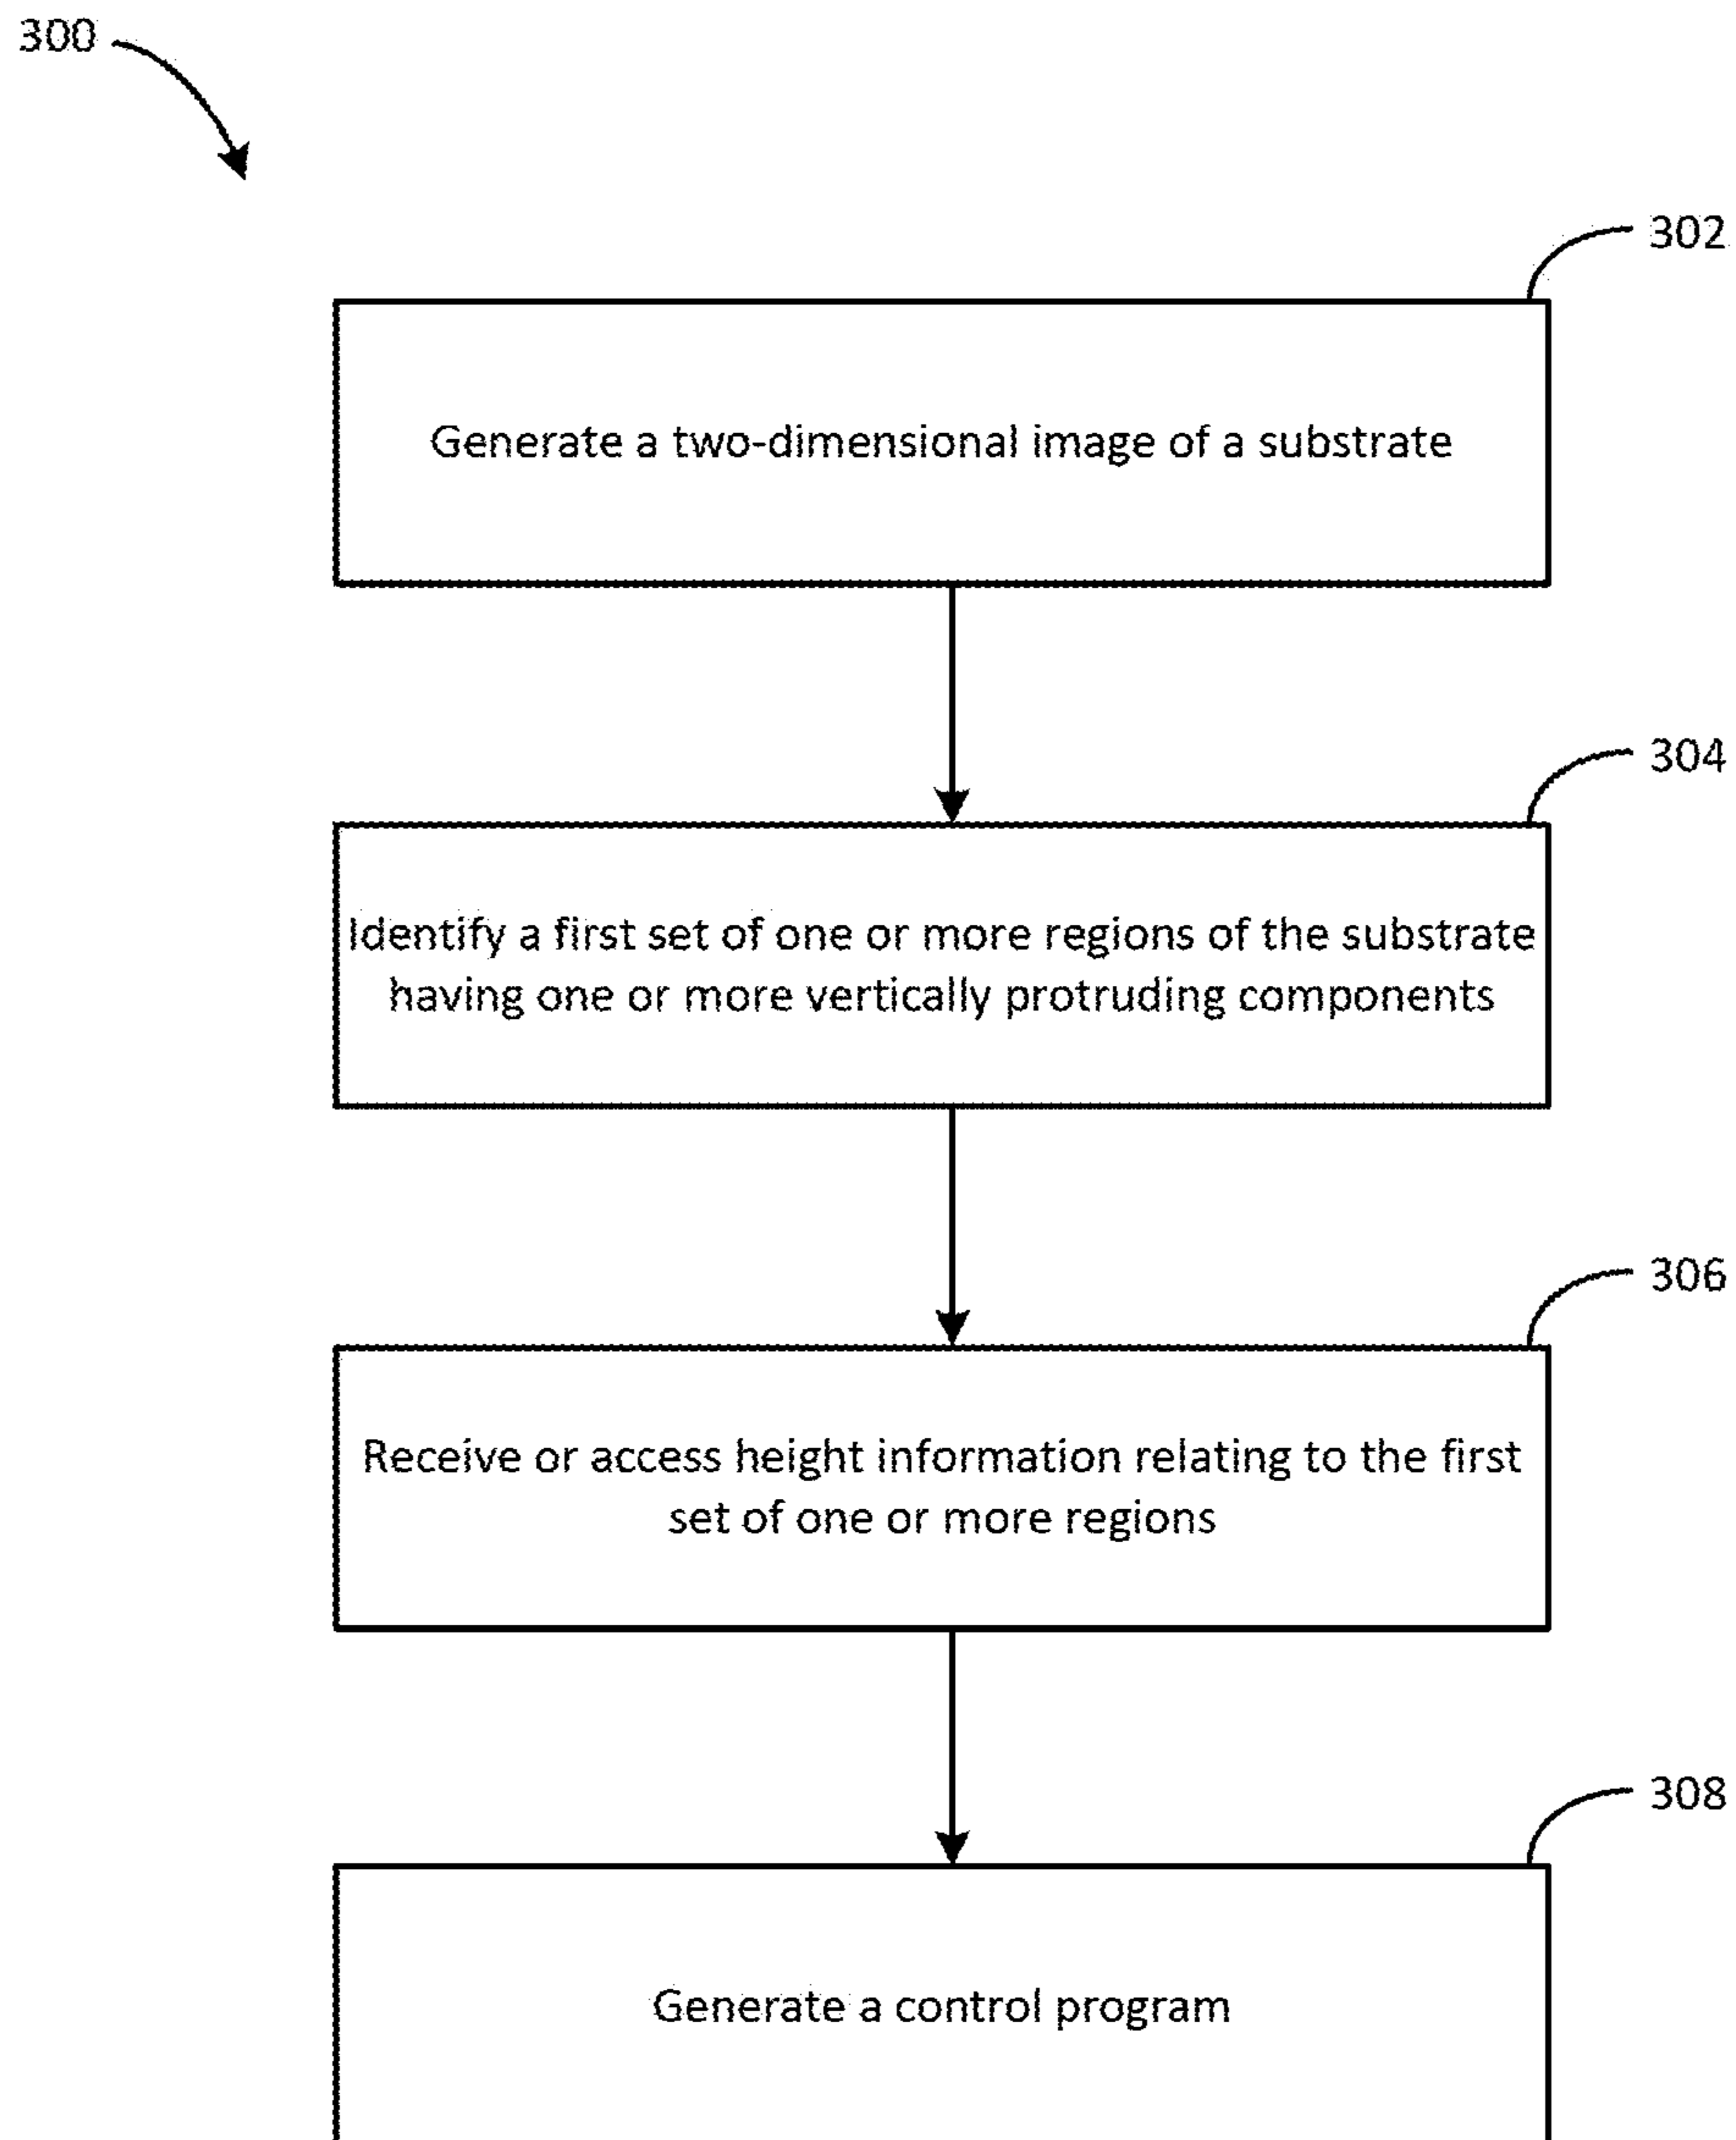 300
302
Generate a two-dimensional image of a substrate
304
Identify a first set of one or more regions of the substrate
having one or more vertically protruding components
306
Receive or access height information relating to the first
set of one or more regions
308
Generate a control program